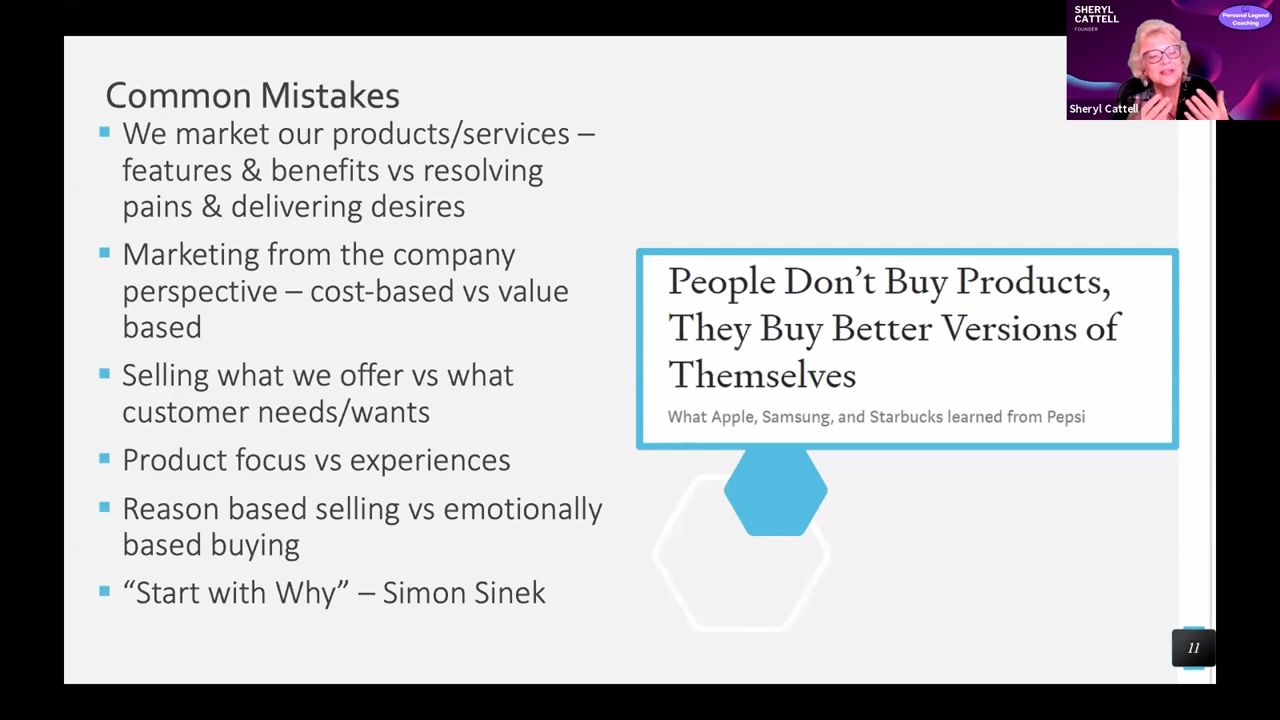 Common Mistakes
We market our products/services –
features & benefits vs resolving
pains & delivering desires
Marketing from the company
perspective – cost-based vs value
based
Selling what we offer vs what
customer needs/wants
Product focus vs experiences
Reason based selling vs emotionally
based buying
“Start with Why” – Simon Sinek
People Don’t Buy Products,
They Buy Better Versions of
Themselves
What Apple, Samsung, and Starbucks learned from Pepsi
11
SHERYL
CATTELL
FOUNDER
Personal Legend
Coaching
Sheryl Cattell